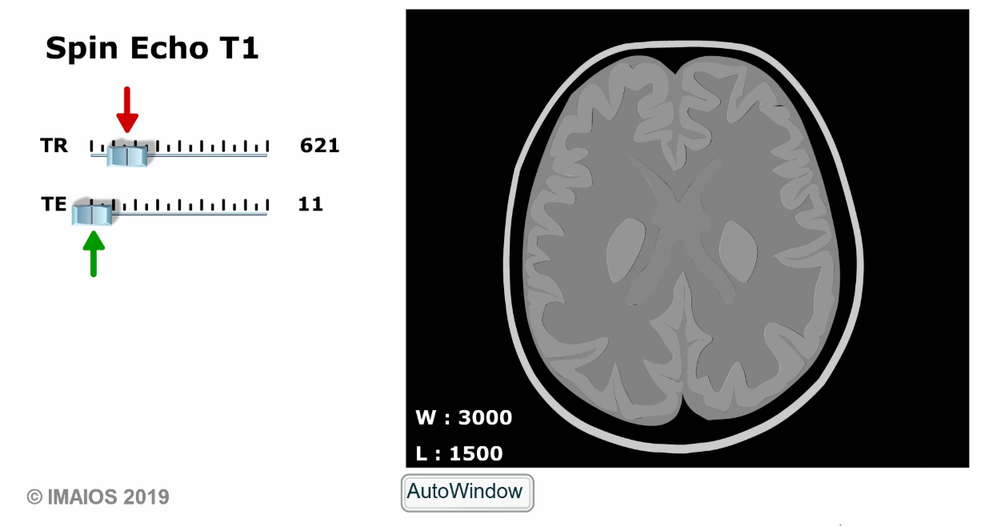 Spin Echo T1
TR 621
TE 11
W : 3000
L : 1500
© IMAIOS 2019
AutoWindow